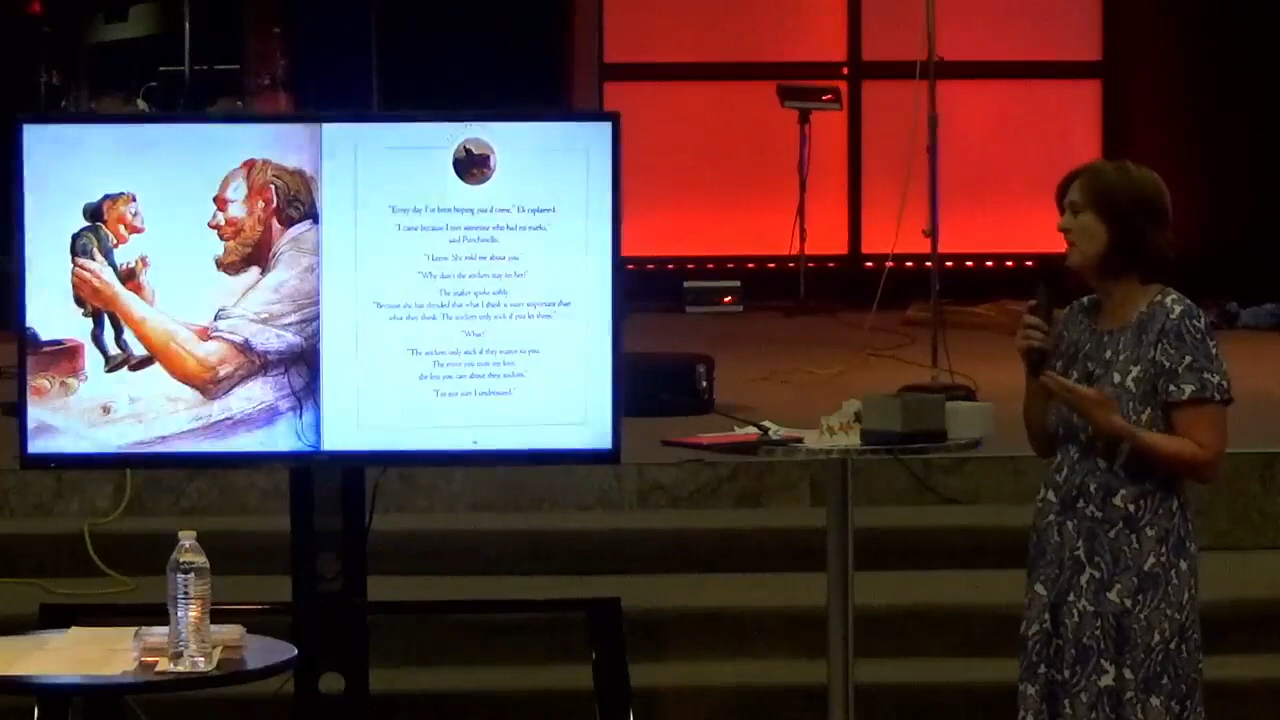 "Every day I've been hoping you'd come," Eli explained.
"I came because I met someone who had no marks,"
said Punchinello.
"I know. She told me about you."
"Why don't the stickers stay on her?"
The maker spoke softly.
"Because she has decided that what I think is more important than
what they think. The stickers only stick if you let them."
"What?"
"The stickers only stick if they matter to you.
The more you trust my love,
the less you care about their stickers."
"I'm not sure I understand."